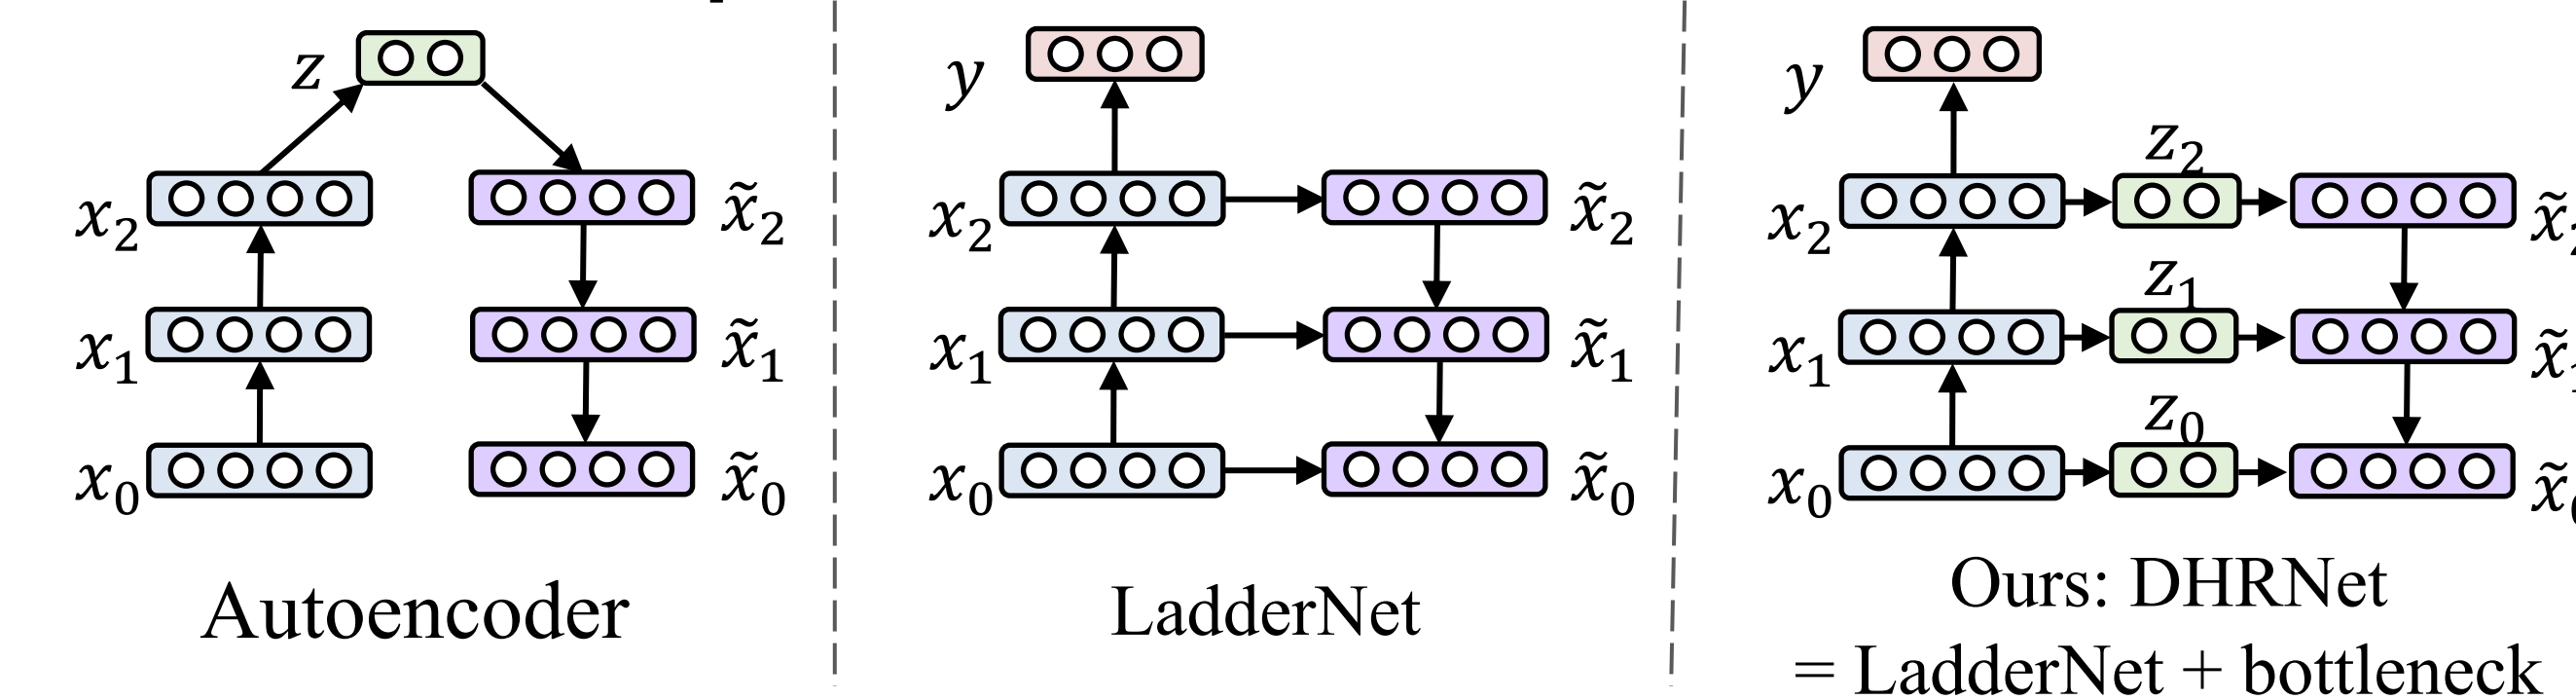 z
x₂
x̃₂
x₁
x̃₁
x₀
x̃₀
Autoencoder
y
x₂
x̃₂
x₁
x̃₁
x₀
x̃₀
LadderNet
y
z₂
x₂
z₁
x₁
z₀
x₀
Ours: DHRNet
= LadderNet + bottleneck